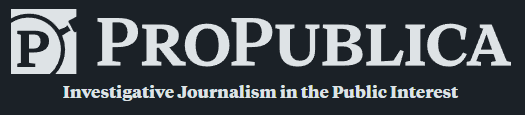 P PROPUBLICA
Investigative Journalism in the Public Interest